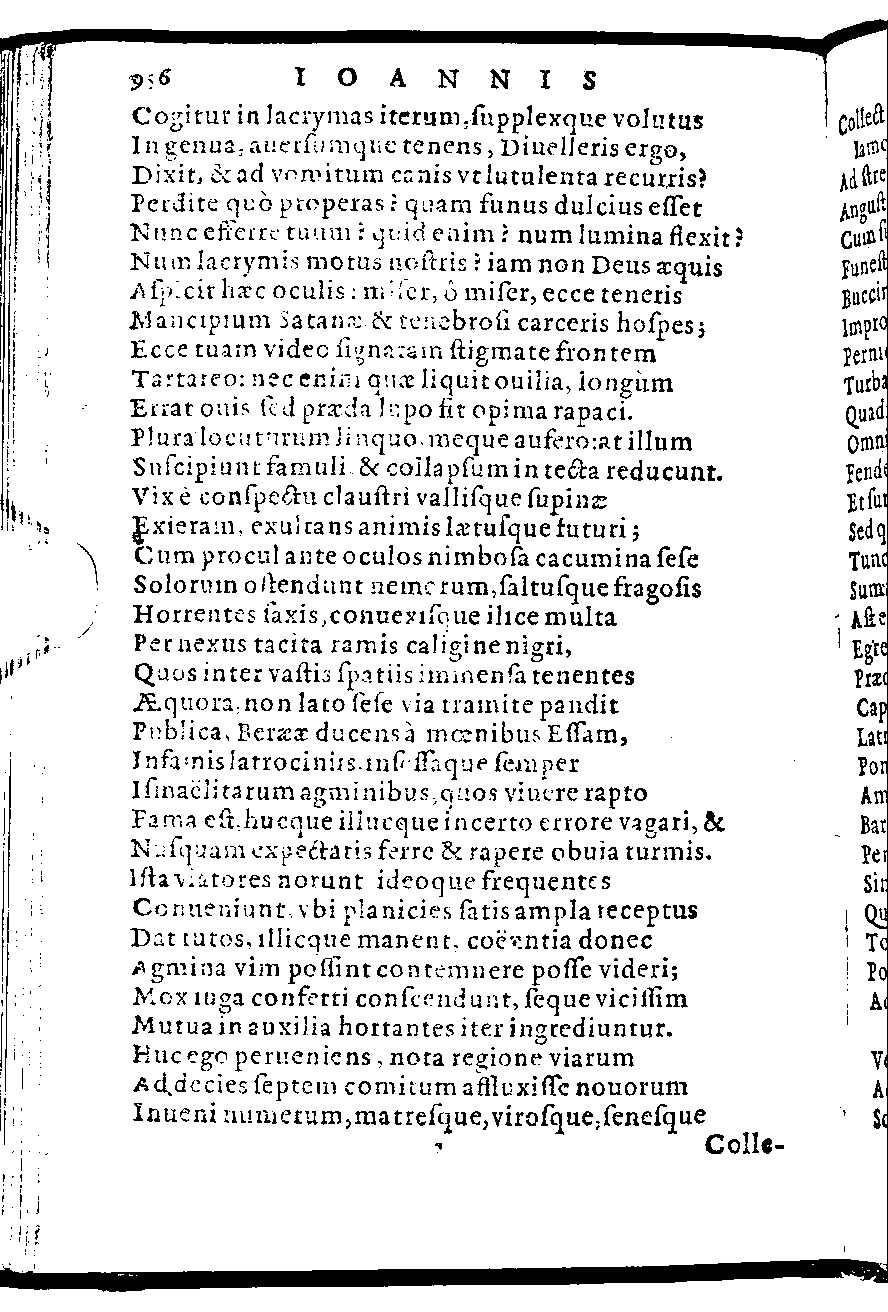 956 IOANNIS
Cogitur in lacrymas iterum, ſupplexque volutus
In genua, auerſumque tenens, Diuelleris ergo,
Dixit, & ad vomitum canis vt lutulenta recurris?
Perdite quò properas? quam funus dulcius eſſet
Nunc efferre tuum? quid enim? num lumina flexit?
Num lacrymis motus noſtris? iam non Deus æquis
Aſpicit hæc oculis: miſer, ô miſer, ecce teneris
Mancipium Satanæ & tenebroſi carceris hoſpes;
Ecce tuam video ſignatam ſtigmate frontem
Tartareo: nec enim quæ liquit ouilia, longùm
Errat ouis ſed præda lupo fit opima rapaci.
Plura locuturum linquo, meque aufero: at illum
Suſcipiunt famuli & collapſum in tecta reducunt.
Vix è conſpectu clauſtri valliſque ſupinæ
Exieram, exultans animis lætuſque futuri;
Cum procul ante oculos nimboſa cacumina ſeſe
Solorum oſtendunt nemorum, ſaltuſque fragoſis
Horrentes ſaxis, conuexiſque ilice multa
Per nexus tacita ramis caligine nigri,
Quos inter vaſtis ſpatiis immenſa tenentes
Æquora, non lato ſeſe via tramite pandit
Publica, Berææ ducens à mœnibus Eſſam,
Infamis latrociniis, inſeſſaque ſemper
Iſmaëlitarum agminibus, quos viuere rapto
Fama eſt, hucque illucque incerto errore vagari, &
Nuſquam expectatis ferre & rapere obuia turmis.
Iſta viatores norunt ideoque frequentes
Conueniunt, vbi planicies ſatis ampla receptus
Dat tutos, illicque manent, coëuntia donec
Agmina vim poſſint contemnere poſſe videri;
Mox iuga conferti conſcendunt, ſeque viciſſim
Mutua in auxilia hortantes iter ingrediuntur.
Huc ego perueniens, nota regione viarum
Ad decies ſeptem comitum affluxiſſe nouorum
Inueni numerum, matreſque, viroſque, ſeneſque
Colle-
Collect
Iamq
Ad ſtre
Anguſt
Cum ſ
Funeſt
Buccin
Impro
Pernic
Turba
Quad
Omni
Fende
Et ſut
Sed q
Tunc
Sum
Aſte
Egre
Præc
Cap
Latr
Pon
Am
Bar
Per
Sin
Qu
To
Po
Ac
Ve
A
Sc